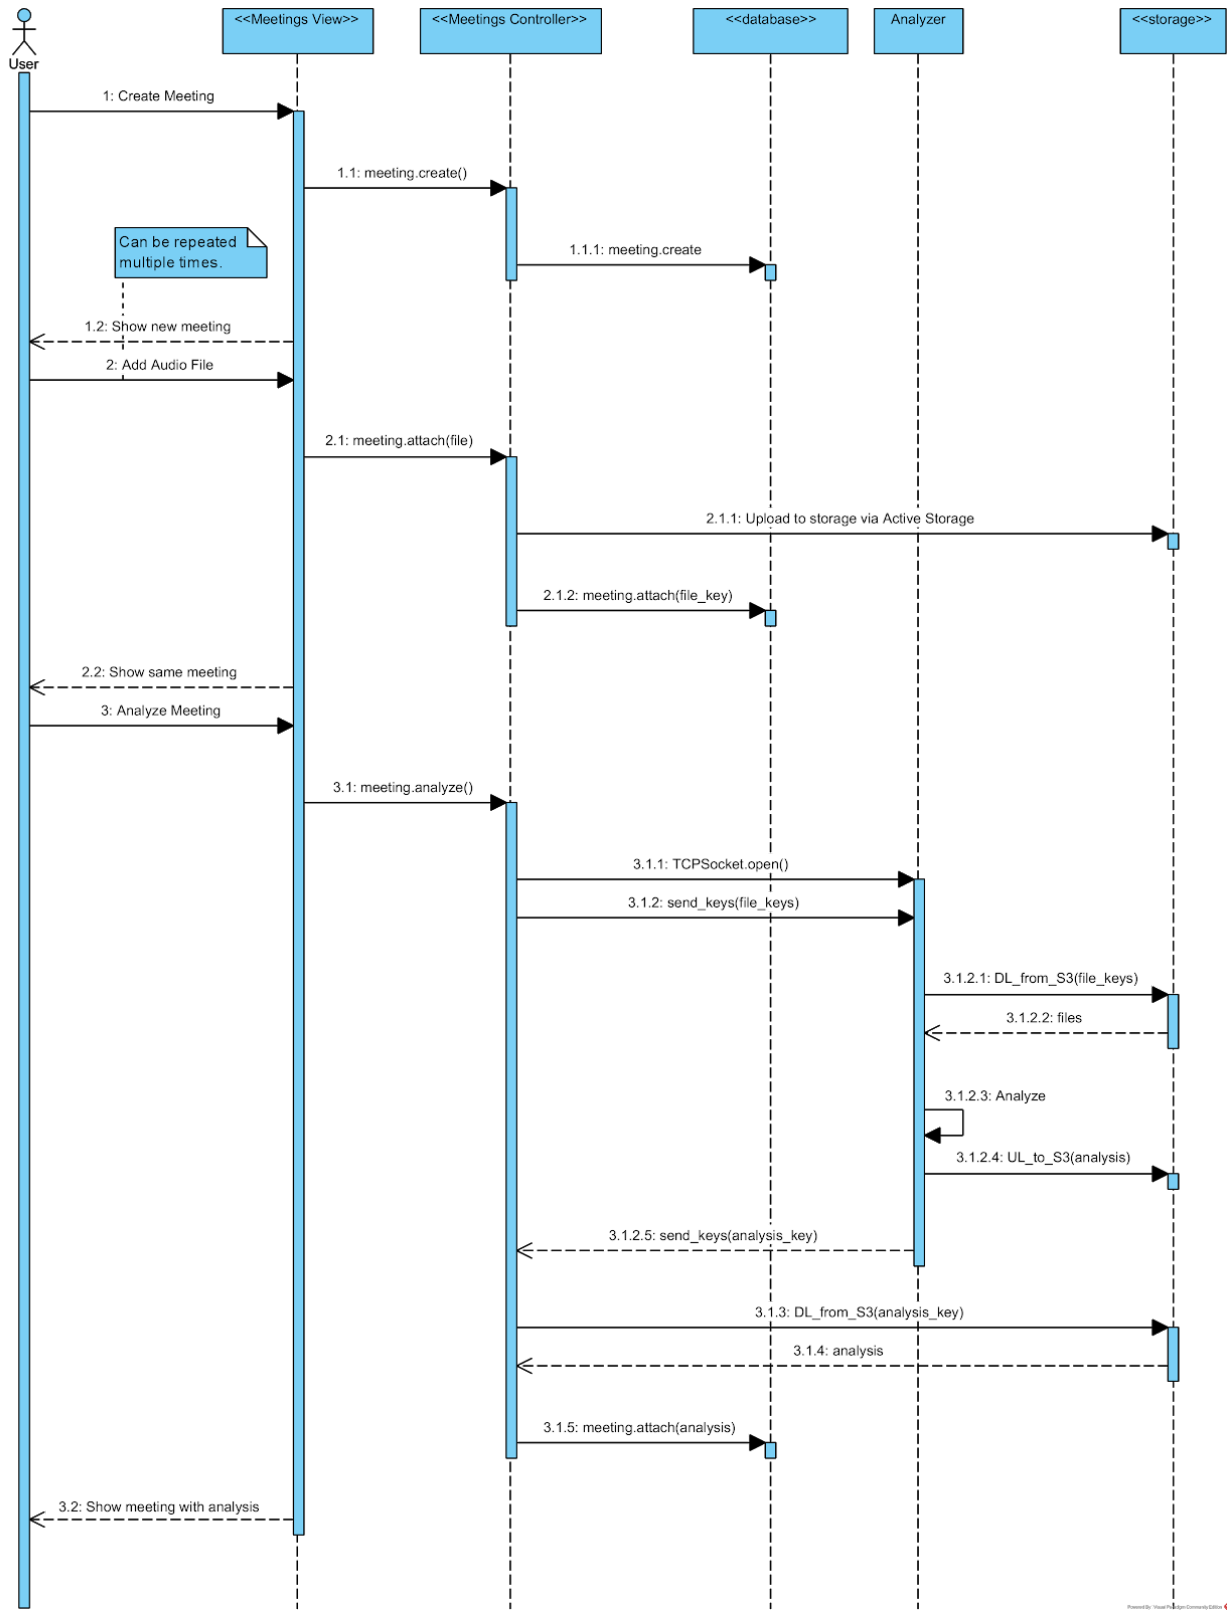 <<Meetings View>>
<<Meetings Controller>>
<<database>>
Analyzer
<<storage>>
User
1: Create Meeting
1.1: meeting.create()
Can be repeated
multiple times.
1.1.1: meeting.create
1.2: Show new meeting
2: Add Audio File
2.1: meeting.attach(file)
2.1.1: Upload to storage via Active Storage
2.1.2: meeting.attach(file_key)
2.2: Show same meeting
3: Analyze Meeting
3.1: meeting.analyze()
3.1.1: TCPSocket.open()
3.1.2: send_keys(file_keys)
3.1.2.1: DL_from_S3(file_keys)
3.1.2.2: files
3.1.2.3: Analyze
3.1.2.4: UL_to_S3(analysis)
3.1.2.5: send_keys(analysis_key)
3.1.3: DL_from_S3(analysis_key)
3.1.4: analysis
3.1.5: meeting.attach(analysis)
3.2: Show meeting with analysis
Powered By: Visual Paradigm Community Edition